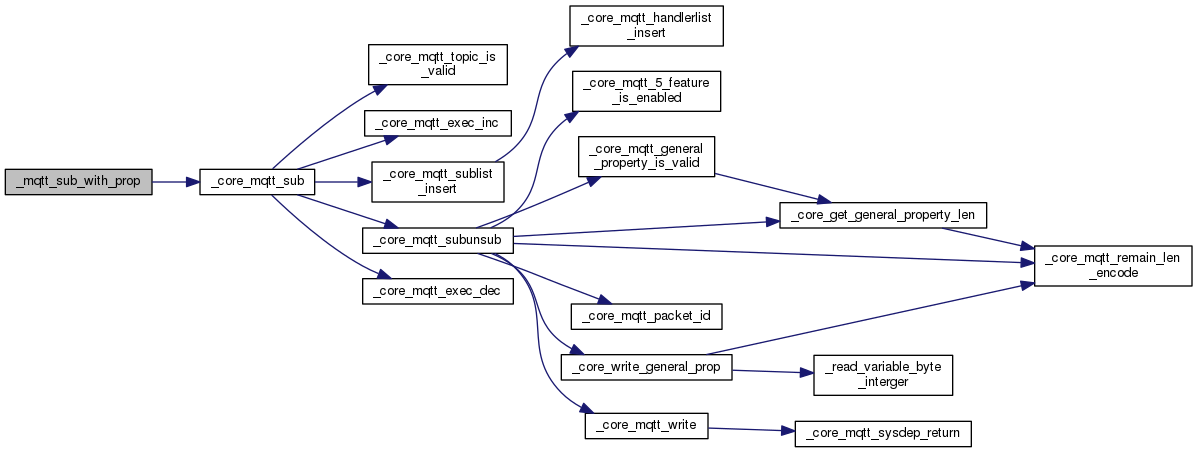 _mqtt_sub_with_prop
_core_mqtt_sub
_core_mqtt_topic_is
_valid
_core_mqtt_exec_inc
_core_mqtt_sublist
_insert
_core_mqtt_subunsub
_core_mqtt_exec_dec
_core_mqtt_handlerlist
_insert
_core_mqtt_5_feature
_is_enabled
_core_mqtt_general
_property_is_valid
_core_mqtt_packet_id
_core_write_general_prop
_core_mqtt_write
_core_get_general_property_len
_read_variable_byte
_interger
_core_mqtt_sysdep_return
_core_mqtt_remain_len
_encode